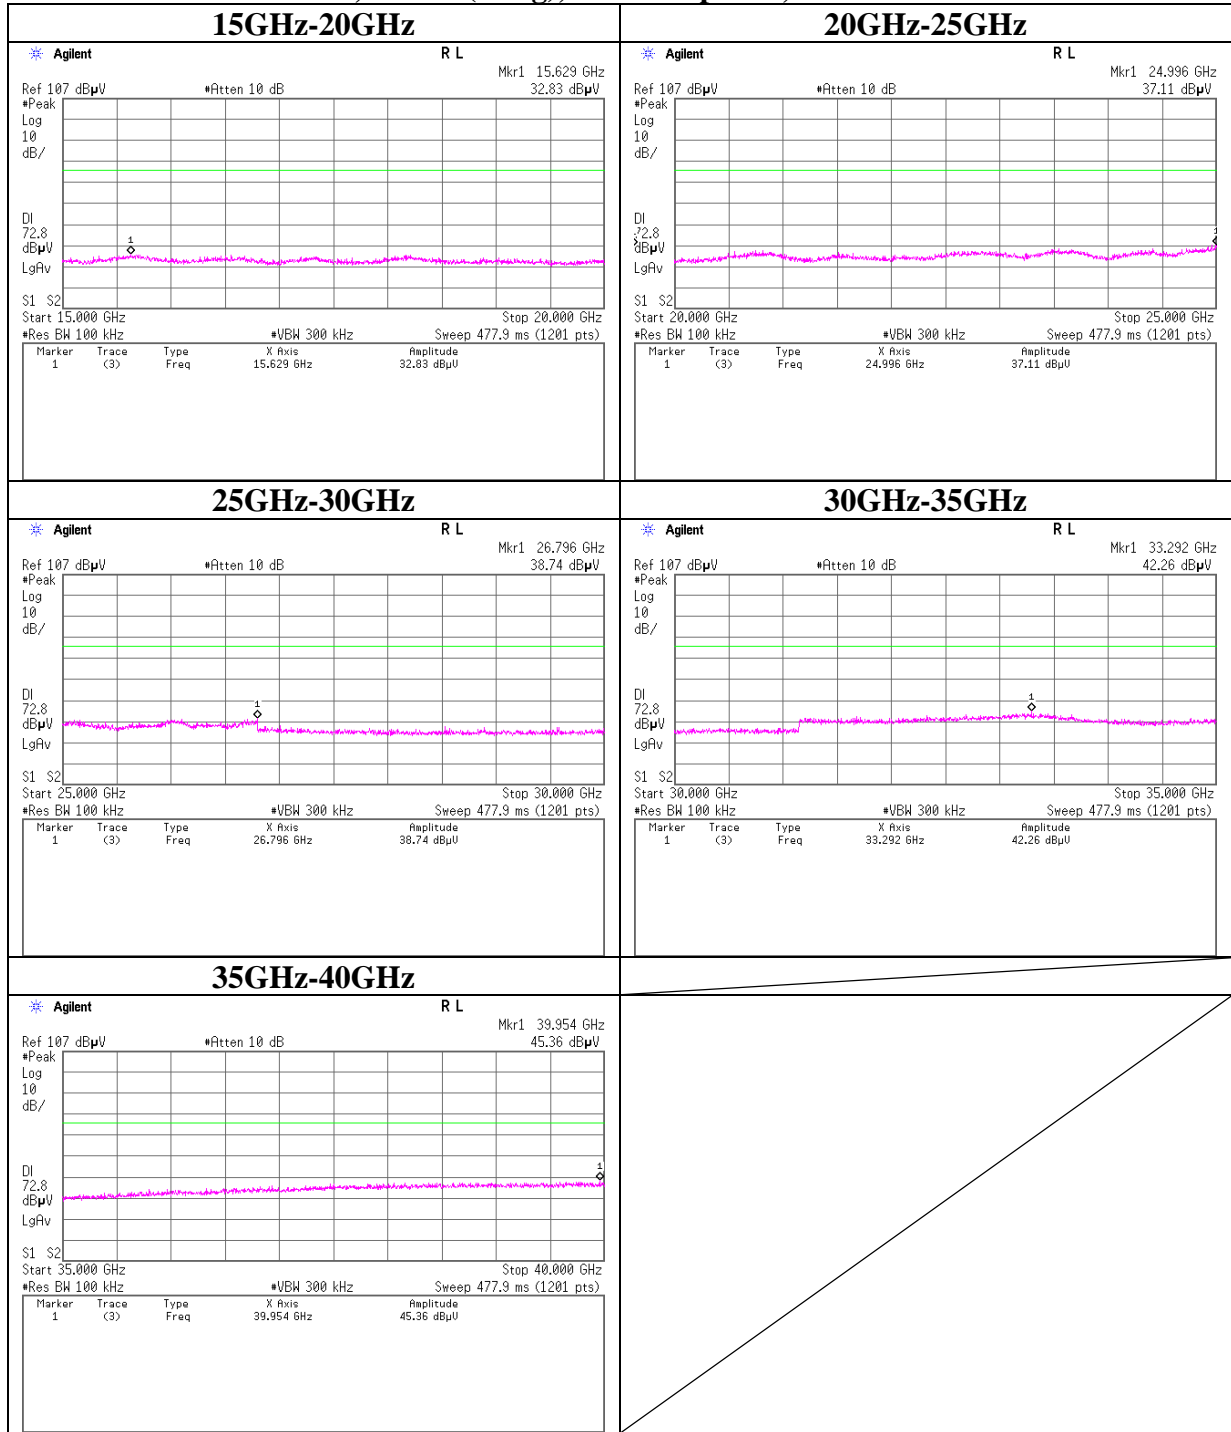 15GHz-20GHz
Agilent
R L
Mkr1 15.629 GHz
Ref 107 dBµV #Atten 10 dB 32.83 dBµV
#Peak
Log
10
dB/
DI
72.8
dBµV
LgAv
1
S1 S2
Start 15.000 GHz Stop 20.000 GHz
#Res BW 100 kHz #VBW 300 kHz Sweep 477.9 ms (1201 pts)
Marker Trace Type X Axis Amplitude
1 (3) Freq 15.629 GHz 32.83 dBµV
20GHz-25GHz
Agilent
R L
Mkr1 24.996 GHz
Ref 107 dBµV #Atten 10 dB 37.11 dBµV
#Peak
Log
10
dB/
DI
72.8
dBµV
LgAv
1
S1 S2
Start 20.000 GHz Stop 25.000 GHz
#Res BW 100 kHz #VBW 300 kHz Sweep 477.9 ms (1201 pts)
Marker Trace Type X Axis Amplitude
1 (3) Freq 24.996 GHz 37.11 dBµV
25GHz-30GHz
Agilent
R L
Mkr1 26.796 GHz
Ref 107 dBµV #Atten 10 dB 38.74 dBµV
#Peak
Log
10
dB/
DI
72.8
dBµV
LgAv
1
S1 S2
Start 25.000 GHz Stop 30.000 GHz
#Res BW 100 kHz #VBW 300 kHz Sweep 477.9 ms (1201 pts)
Marker Trace Type X Axis Amplitude
1 (3) Freq 26.796 GHz 38.74 dBµV
30GHz-35GHz
Agilent
R L
Mkr1 33.292 GHz
Ref 107 dBµV #Atten 10 dB 42.26 dBµV
#Peak
Log
10
dB/
DI
72.8
dBµV
LgAv
1
S1 S2
Start 30.000 GHz Stop 35.000 GHz
#Res BW 100 kHz #VBW 300 kHz Sweep 477.9 ms (1201 pts)
Marker Trace Type X Axis Amplitude
1 (3) Freq 33.292 GHz 42.26 dBµV
35GHz-40GHz
Agilent
R L
Mkr1 39.954 GHz
Ref 107 dBµV #Atten 10 dB 45.36 dBµV
#Peak
Log
10
dB/
DI
72.8
dBµV
LgAv
1
S1 S2
Start 35.000 GHz Stop 40.000 GHz
#Res BW 100 kHz #VBW 300 kHz Sweep 477.9 ms (1201 pts)
Marker Trace Type X Axis Amplitude
1 (3) Freq 39.954 GHz 45.36 dBµV